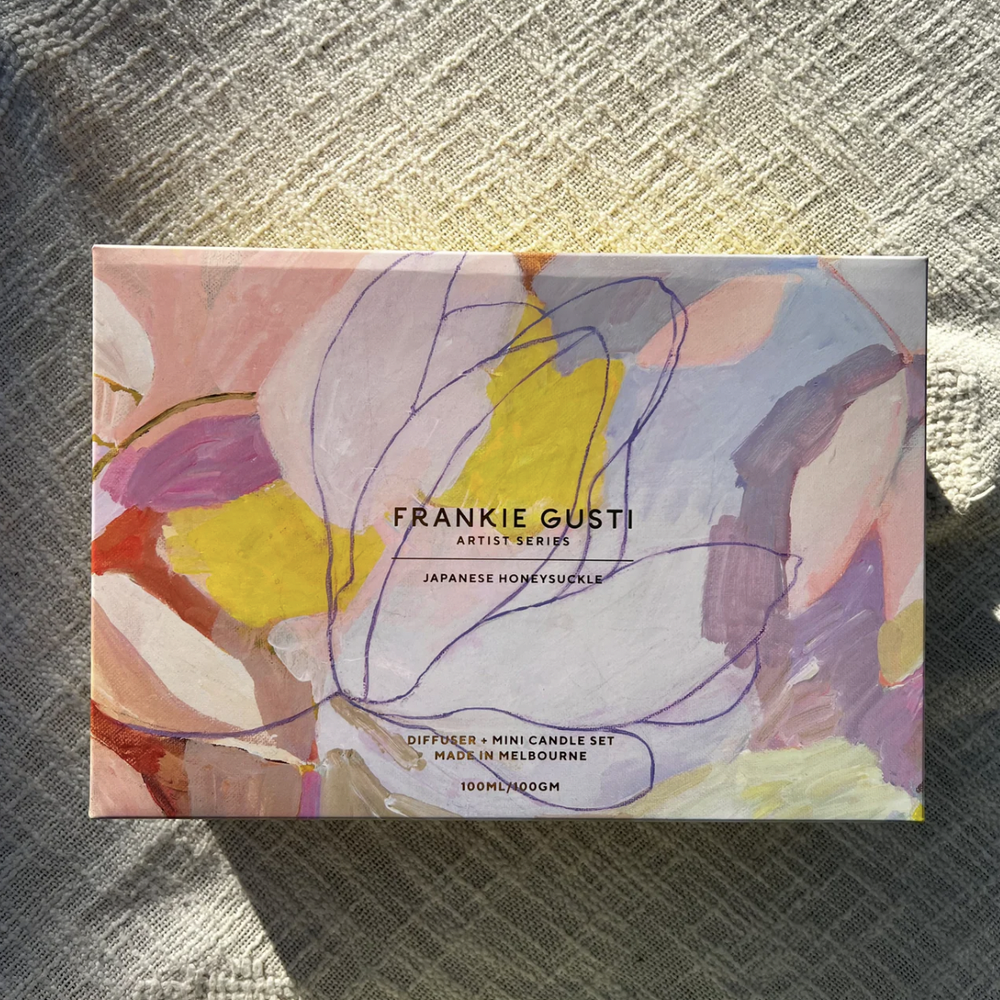 FRANKIE GUSTI
ARTIST SERIES
JAPANESE HONEYSUCKLE
DIFFUSER + MINI CANDLE SET
MADE IN MELBOURNE
100ML/100GM